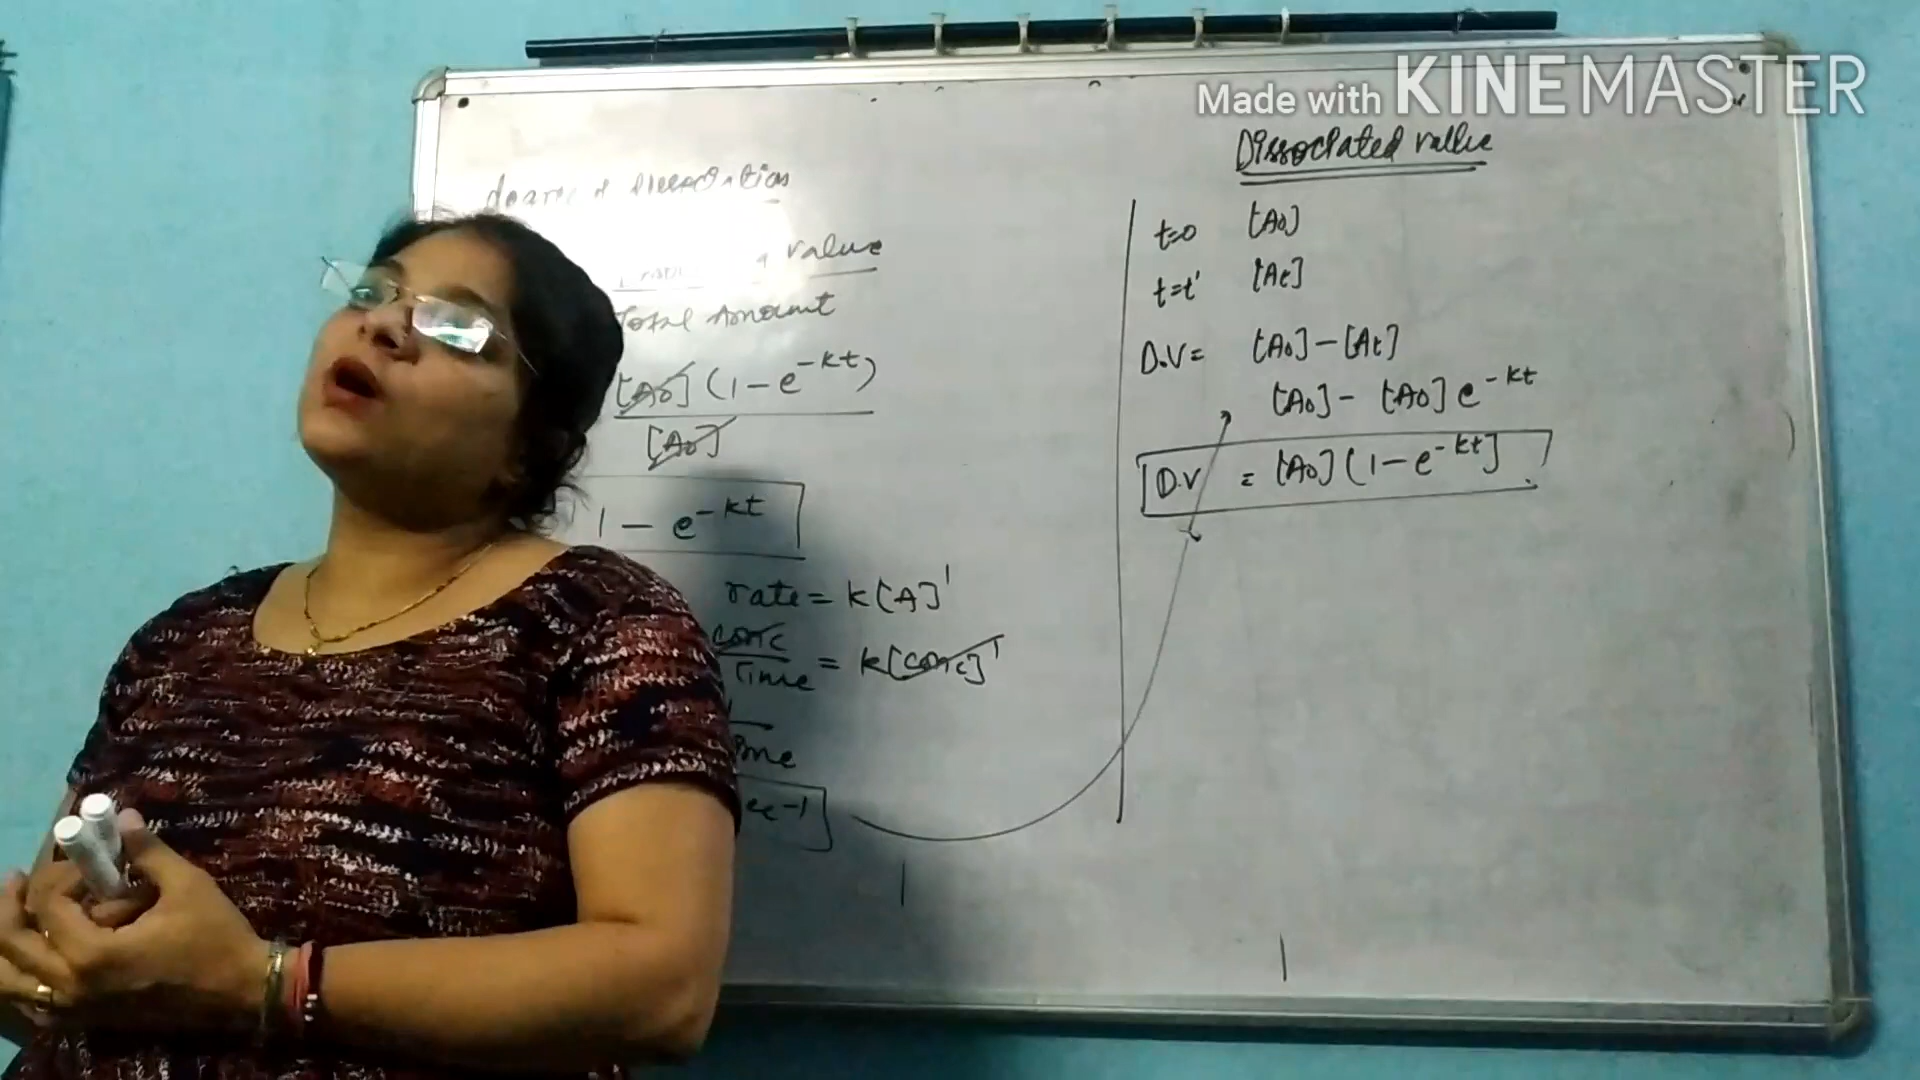 Made with KINEMASTER
degree of dissociation
value
Total Amount
[A₀] (1 - e^-kt)
[A₀]
1 - e^-kt
rate = k[A]^1
conc
Time = k[conc]^1
Dissociated value
t=0 [A₀]
t=t' [At]
D.V = [A₀] - [At]
[A₀] - [A₀] e^-kt
D.V = [A₀] (1 - e^-kt]